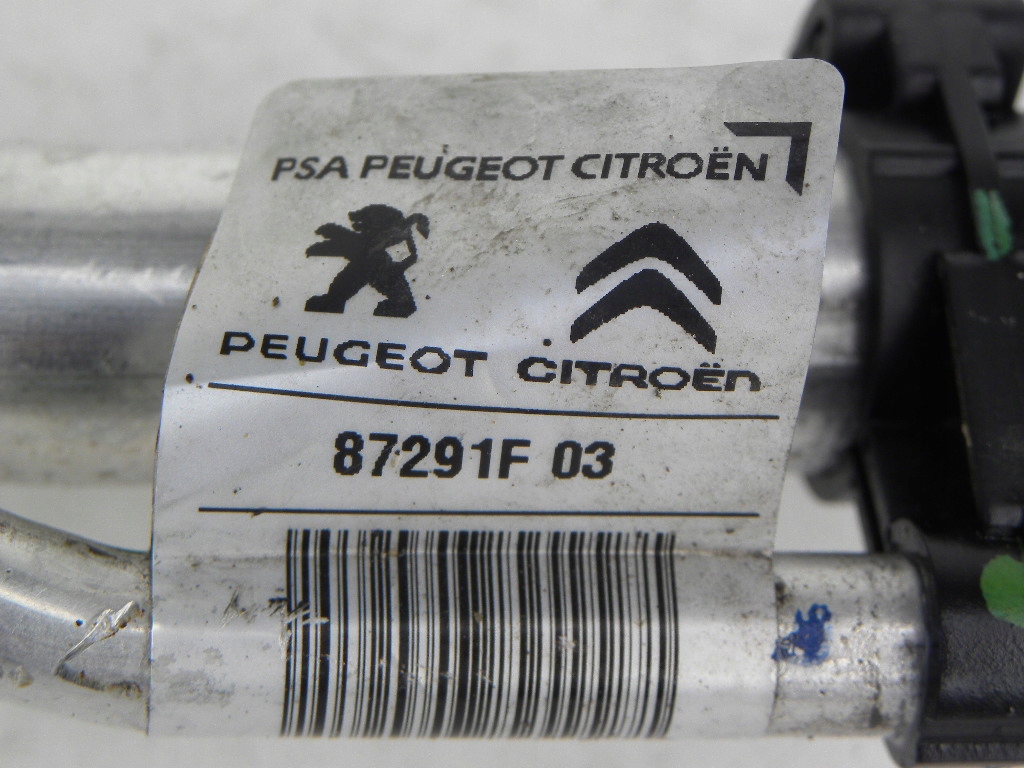 PSA PEUGEOT CITROËN
PEUGEOT CITROËN
87291F 03